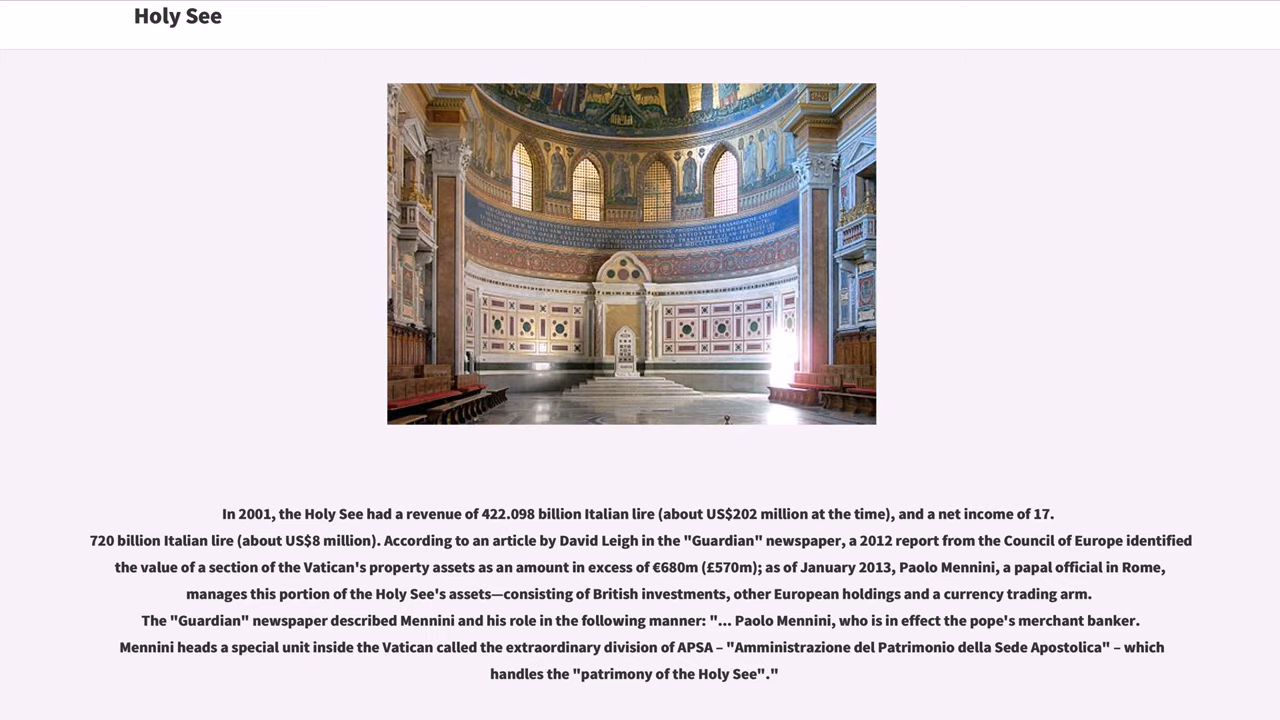 Holy See
In 2001, the Holy See had a revenue of 422.098 billion Italian lire (about US$202 million at the time), and a net income of 17.
720 billion Italian lire (about US$8 million). According to an article by David Leigh in the "Guardian" newspaper, a 2012 report from the Council of Europe identified
the value of a section of the Vatican's property assets as an amount in excess of €680m (£570m); as of January 2013, Paolo Mennini, a papal official in Rome,
manages this portion of the Holy See's assets—consisting of British investments, other European holdings and a currency trading arm.
The "Guardian" newspaper described Mennini and his role in the following manner: "... Paolo Mennini, who is in effect the pope's merchant banker.
Mennini heads a special unit inside the Vatican called the extraordinary division of APSA – "Amministrazione del Patrimonio della Sede Apostolica" – which
handles the "patrimony of the Holy See"."